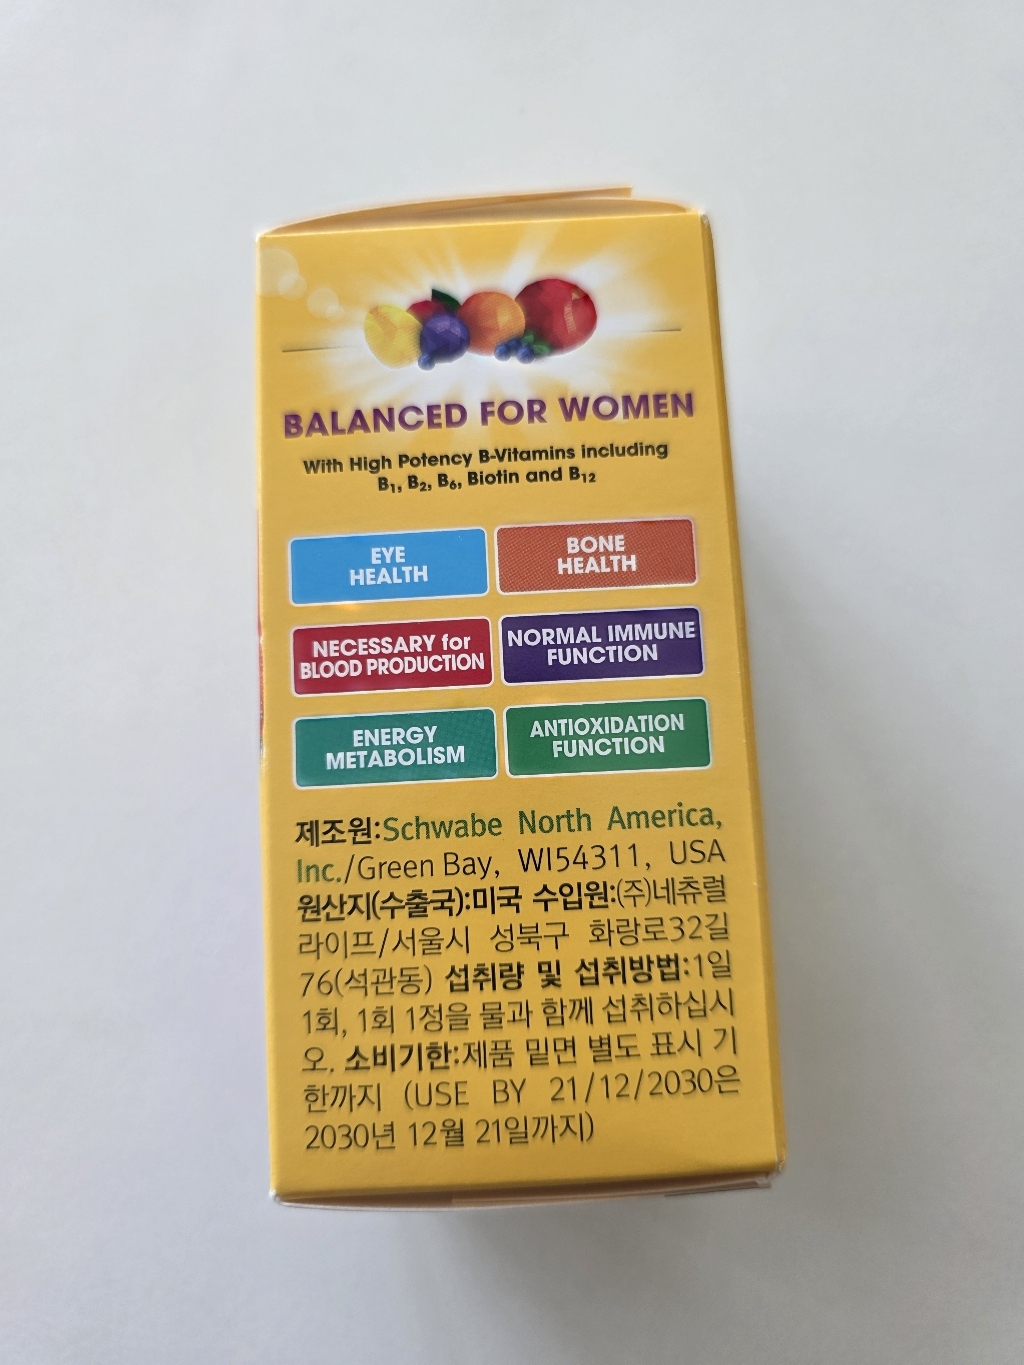 BALANCED FOR WOMEN
With High Potency B-Vitamins including
B₁, B₂, B₆, Biotin and B₁₂
EYE
HEALTH
BONE
HEALTH
NECESSARY for
BLOOD PRODUCTION
NORMAL IMMUNE
FUNCTION
ENERGY
METABOLISM
ANTIOXIDATION
FUNCTION
제조원:Schwabe North America,
Inc./Green Bay, WI54311, USA
원산지(수출국):미국 수입원:(주)네츄럴
라이프/서울시 성북구 화랑로32길
76(석관동) 섭취량 및 섭취방법:1일
1회, 1회 1정을 물과 함께 섭취하십시
오. 소비기한:제품 밑면 별도 표시 기
한까지 (USE BY 21/12/2030은
2030년 12월 21일까지)